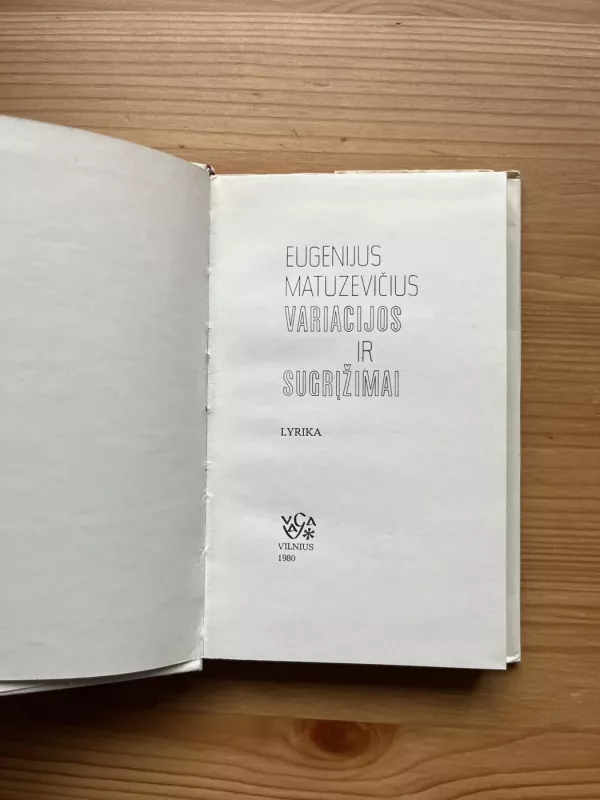 EUGENIJUS
MATUZEVIČIUS
VARIACIJOS
IR
SUGRĮŽIMAI
LYRIKA
VILNIUS
1980